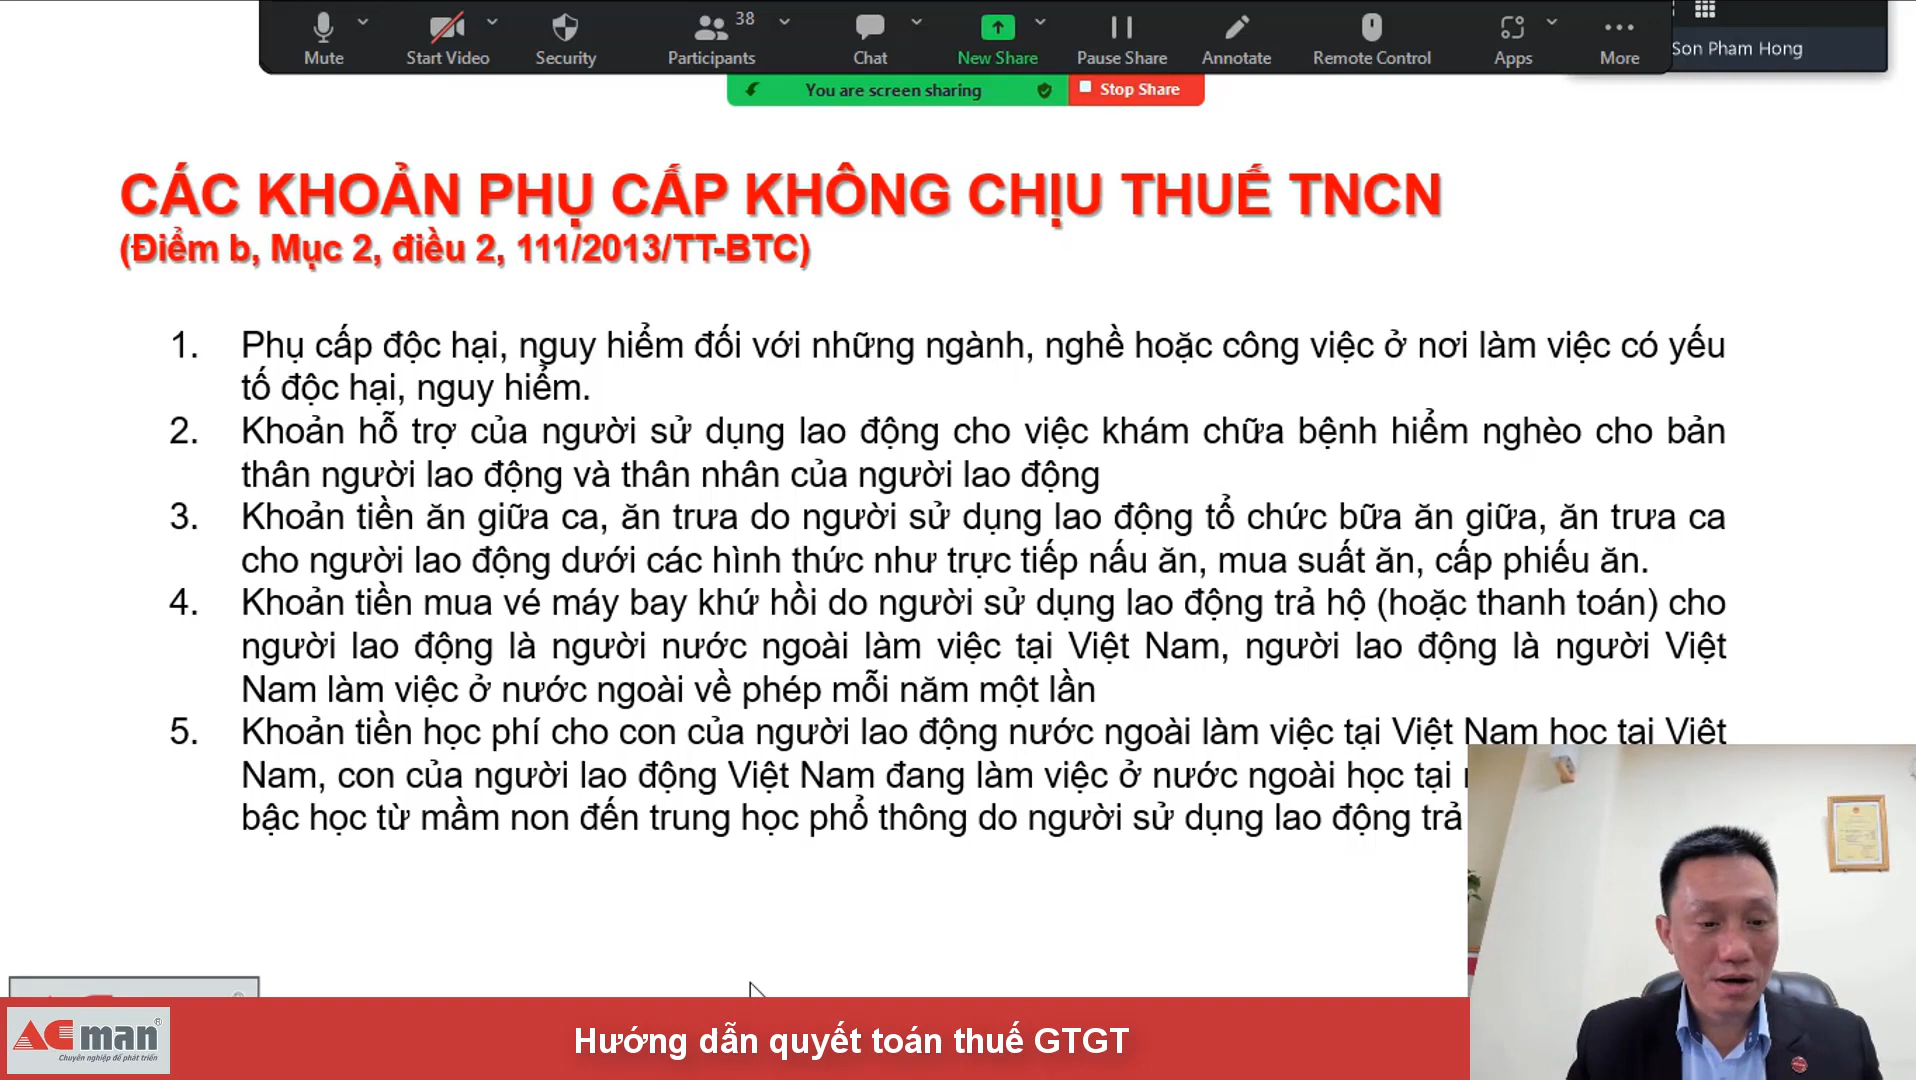 38
Mute
Start Video
Security
Participants
Chat
New Share
Pause Share
Annotate
Remote Control
Apps
More
Son Pham Hong
You are screen sharing
Stop Share
CÁC KHOẢN PHỤ CẤP KHÔNG CHỊU THUẾ TNCN
(Điểm b, Mục 2, điều 2, 111/2013/TT-BTC)
1. Phụ cấp độc hại, nguy hiểm đối với những ngành, nghề hoặc công việc ở nơi làm việc có yếu
tố độc hại, nguy hiểm.
2. Khoản hỗ trợ của người sử dụng lao động cho việc khám chữa bệnh hiểm nghèo cho bản
thân người lao động và thân nhân của người lao động
3. Khoản tiền ăn giữa ca, ăn trưa do người sử dụng lao động tổ chức bữa ăn giữa, ăn trưa ca
cho người lao động dưới các hình thức như trực tiếp nấu ăn, mua suất ăn, cấp phiếu ăn.
4. Khoản tiền mua vé máy bay khứ hồi do người sử dụng lao động trả hộ (hoặc thanh toán) cho
người lao động là người nước ngoài làm việc tại Việt Nam, người lao động là người Việt
Nam làm việc ở nước ngoài về phép mỗi năm một lần
5. Khoản tiền học phí cho con của người lao động nước ngoài làm việc tại Việt Nam học tại Việt
Nam, con của người lao động Việt Nam đang làm việc ở nước ngoài học tại
bậc học từ mầm non đến trung học phổ thông do người sử dụng lao động trả
ACman®
Chuyên nghiệp để phát triển
Hướng dẫn quyết toán thuế GTGT